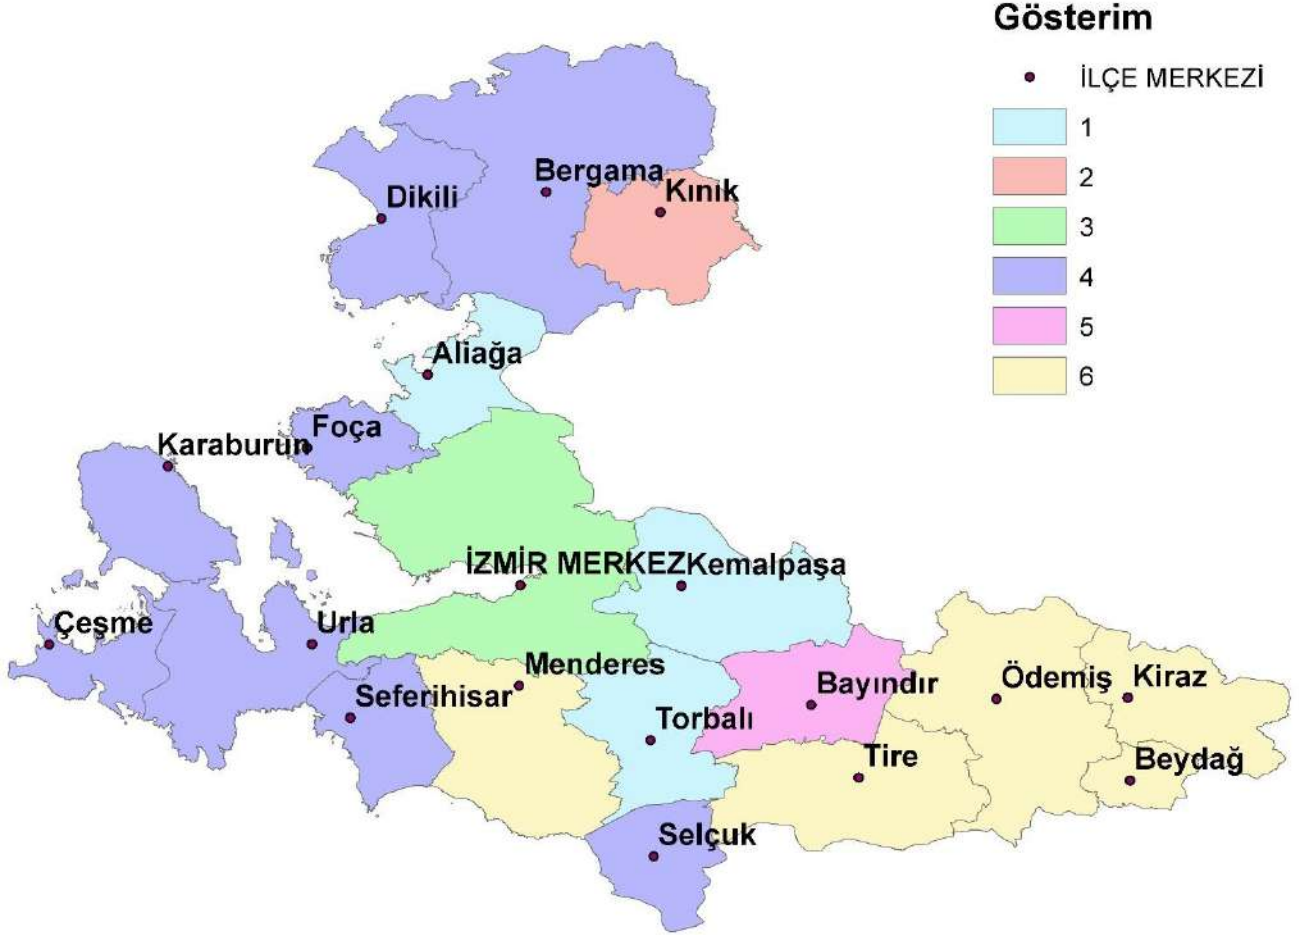 Gösterim
İLÇE MERKEZİ
1
2
3
4
5
6
Bergama
Kınık
Dikili
Aliağa
Foça
Karaburun
İZMİR MERKEZ
Kemalpaşa
Çeşme
Urla
Menderes
Seferihisar
Bayındır
Ödemiş
Kiraz
Torbalı
Tire
Beydağ
Selçuk